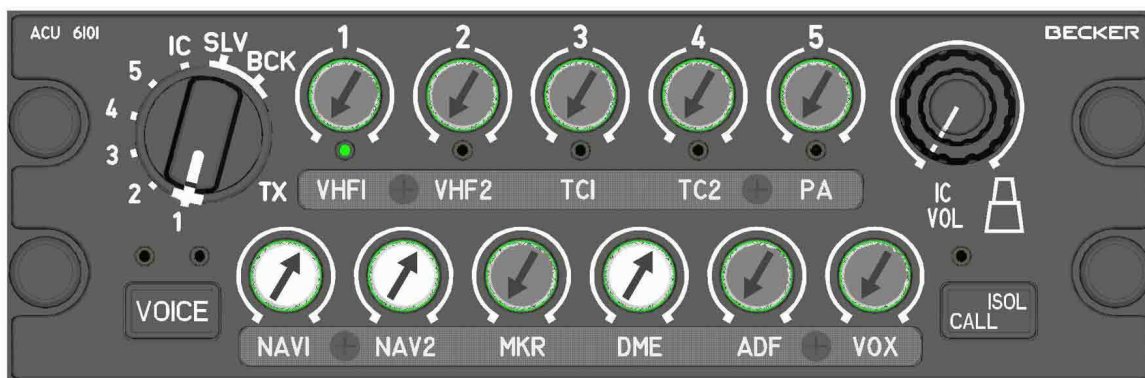 ACU 6101
BECKER
IC SLV BCK
5
4
3
2
1
TX
1 2 3 4 5
VHF1 VHF2 TC1 TC2 PA
IC
VOL
VOICE
NAV1 NAV2 MKR DME ADF VOX
ISOL
CALL